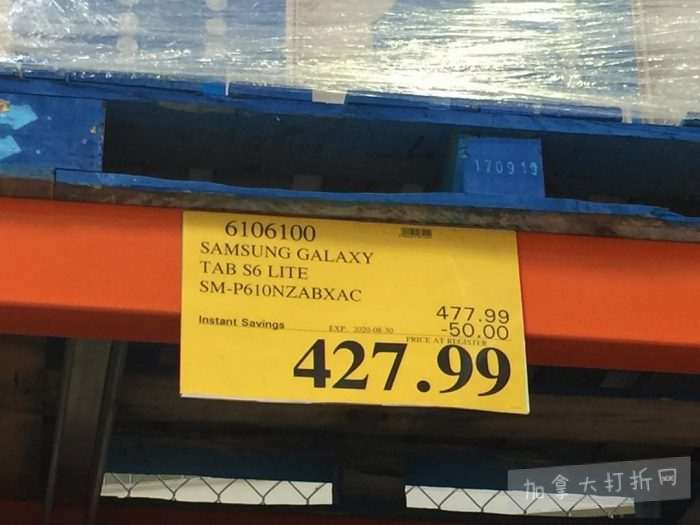 170919
6106100
SAMSUNG GALAXY
TAB S6 LITE
SM-P610NZABXAC
477.99
Instant Savings EXP. 2020-08-30 -50.00
PRICE AT REGISTER
427.99
加拿大打折网